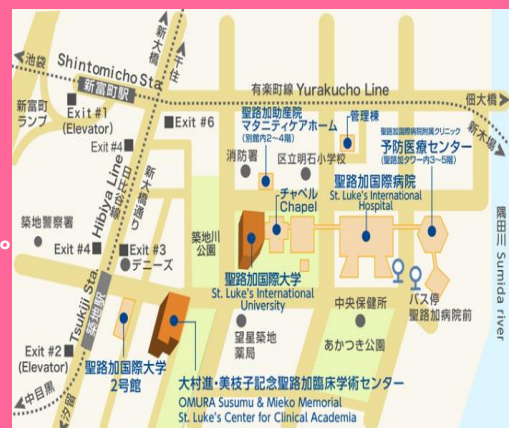 新大橋
千住
池袋
Shintomicho Sta.
新富町駅
有楽町線 Yurakucho Line
佃大橋
新木場
新富町
ランプ
Exit #1
(Elevator)
Exit #6
Exit #4
聖路加助産院
マタニティケアホーム
(別館内2~4階)
管理棟
聖路加国際病院附属クリニック
予防医療センター
(聖路加タワー内3~5階)
消防署
区立明石小学校
Hibiya Line
日比谷線
新大橋通り
聖路加国際病院
St. Luke's International
Hospital
チャペル
Chapel
築地警察署
Exit #4
Exit #3
デニーズ
築地川
公園
。
隅田川 Sumida river
聖路加国際大学
St. Luke's International
University
バス停
聖路加病院前
中央保健所
Tsukiji Sta.
築地駅
望星築地
薬局
あかつき公園
Exit #2
(Elevator)
聖路加国際大学
2号館
大村進・美枝子記念聖路加臨床学術センター
OMURA Susumu & Mieko Memorial
St. Luke's Center for Clinical Academia
中目黒
汐留